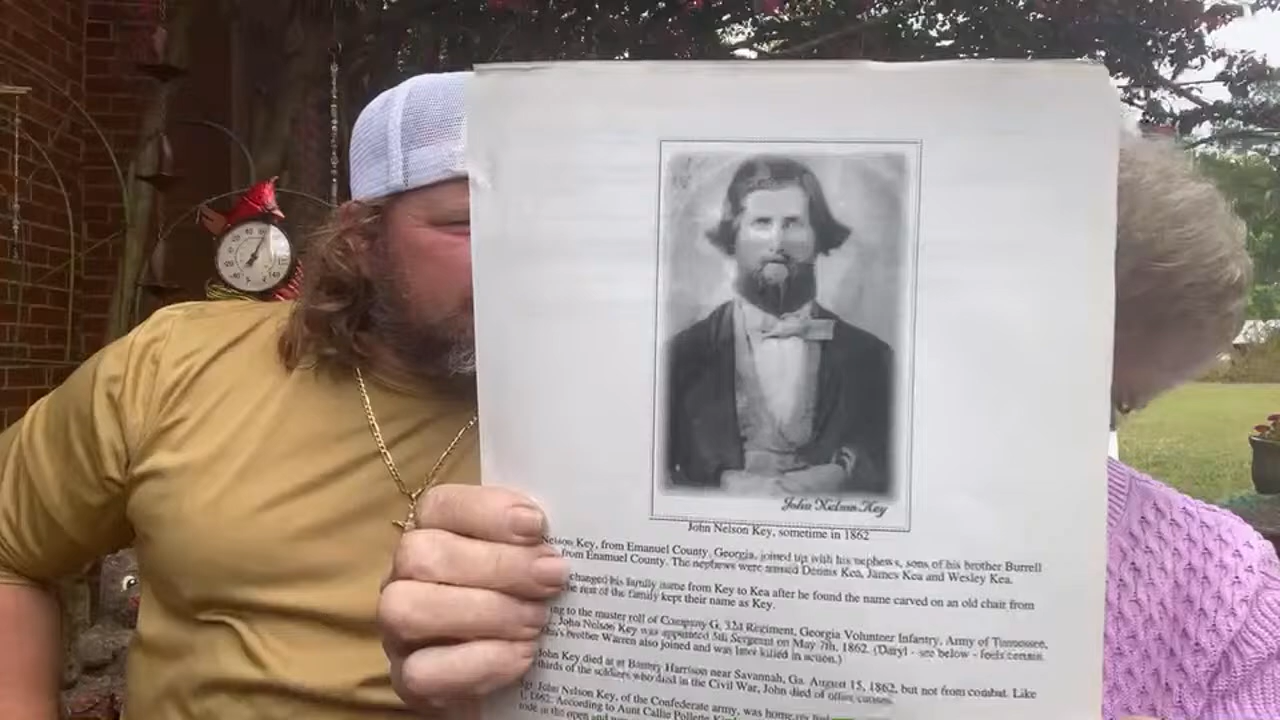 John Nelson Key
John Nelson Key, sometime in 1862
Nelson Key, from Emanuel County, Georgia, joined up with his nephews, sons of his brother Burrell
from Enamuel County. The nephews were named Dennis Kea, James Kea and Wesley Kea.
changed his family name from Key to Kea after he found the name carved on an old chair from
the rest of the family kept their name as Key.
to the muster roll of Company G, 32d Regiment, Georgia Volunteer Infantry, Army of Tennessee,
John Nelson Key was appointed 5th Sergeant on May 7th, 1862. (Daryl - see below - feels certain
brother Warren also joined and was later killed in action.)
John Key died at at Battery Harrison near Savannah, Ga. August 15, 1862, but not from combat. Like
thirds of the soldiers who died in the Civil War, John died of other causes.
John Nelson Key, of the Confederate army, was home
1, 1862. According to Aunt Callie
in the open and